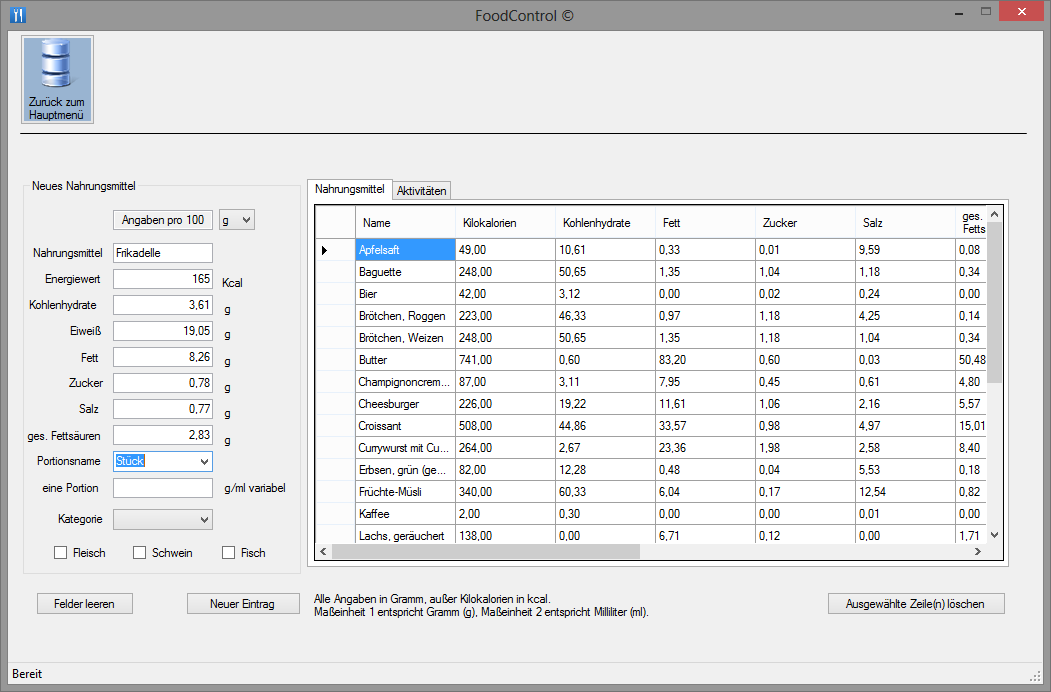 FoodControl ©
Zurück zum
Hauptmenü
Neues Nahrungsmittel
Angaben pro 100 g
Nahrungsmittel Frikadelle
Energiewert 165 Kcal
Kohlenhydrate 3,61 g
Eiweiß 19,05 g
Fett 8,26 g
Zucker 0,78 g
Salz 0,77 g
ges. Fettsäuren 2,83 g
Portionsname Stück
eine Portion g/ml variabel
Kategorie
Fleisch Schwein Fisch
Felder leeren Neuer Eintrag
Nahrungsmittel Aktivitäten
Name Kilokalorien Kohlenhydrate Fett Zucker Salz ges. Fetts
Apfelsaft 49,00 10,61 0,33 0,01 9,59 0,08
Baguette 248,00 50,65 1,35 1,04 1,18 0,34
Bier 42,00 3,12 0,00 0,02 0,24 0,00
Brötchen, Roggen 223,00 46,33 0,97 1,18 4,25 0,14
Brötchen, Weizen 248,00 50,65 1,35 1,18 1,04 0,34
Butter 741,00 0,60 83,20 0,60 0,03 50,48
Champignoncrem... 87,00 3,11 7,95 0,45 0,61 4,80
Cheesburger 226,00 19,22 11,61 1,06 2,16 5,57
Croissant 508,00 44,86 33,57 0,98 4,97 15,01
Currywurst mit Cu... 264,00 2,67 23,36 1,98 2,58 8,40
Erbsen, grün (ge... 82,00 12,28 0,48 0,04 5,53 0,18
Früchte-Müsli 340,00 60,33 6,04 0,17 12,54 0,82
Kaffee 2,00 0,30 0,00 0,00 0,01 0,00
Lachs, geräuchert 138,00 0,00 6,71 0,12 0,00 1,71
Alle Angaben in Gramm, außer Kilokalorien in kcal.
Maßeinheit 1 entspricht Gramm (g), Maßeinheit 2 entspricht Milliliter (ml).
Ausgewählte Zeile(n) löschen
Bereit